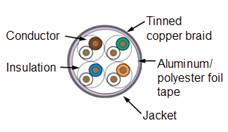 Conductor
Insulation
Tinned
copper braid
Aluminum/
polyester foil
tape
Jacket